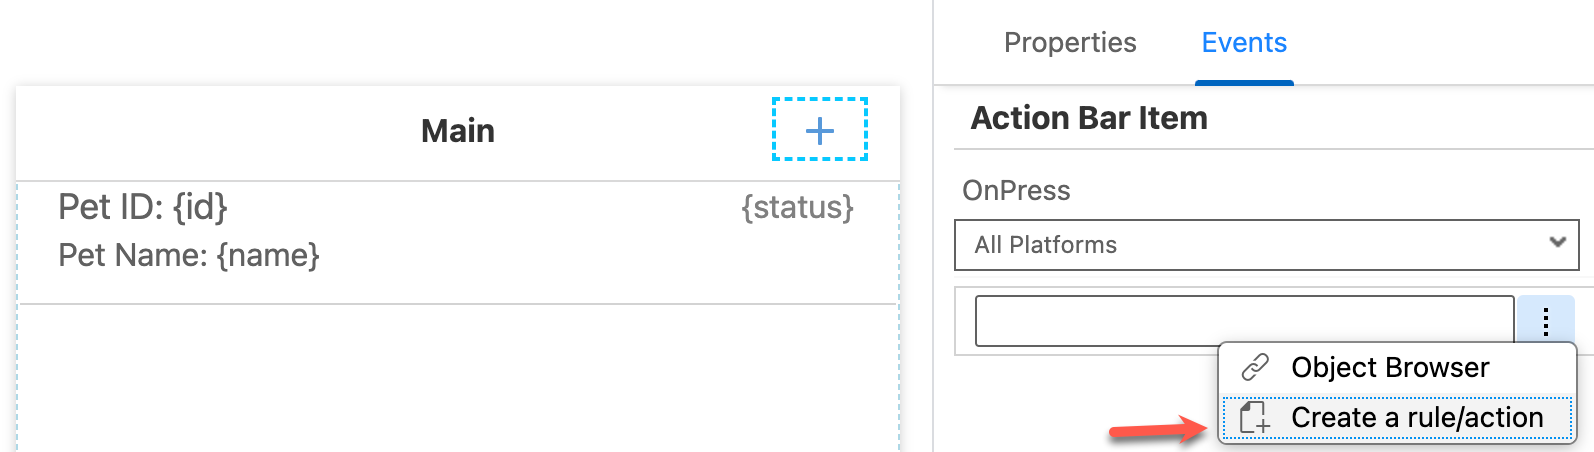 Main
Pet ID: {id}
{status}
Pet Name: {name}
Properties
Events
Action Bar Item
OnPress
All Platforms
Object Browser
Create a rule/action